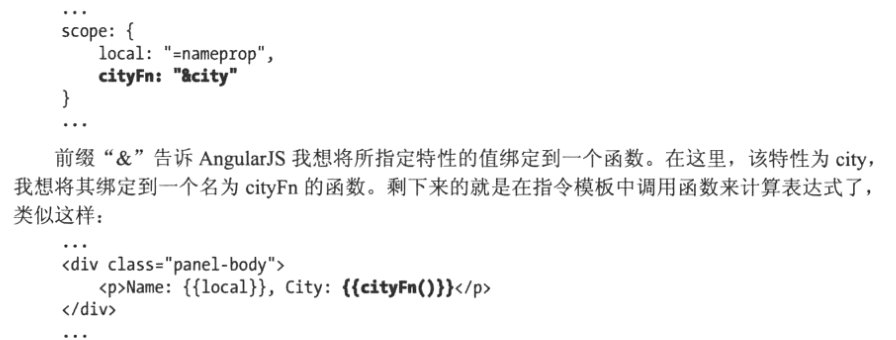 ...
scope: {
    local: "=nameprop",
    cityFn: "&city"
}
...
前缀“&”告诉 AngularJS 我想将所指定特性的值绑定到一个函数。在这里，该特性为 city，
我想将其绑定到一个名为 cityFn 的函数。剩下来的就是在指令模板中调用函数来计算表达式了，
类似这样：
...
<div class="panel-body">
    <p>Name: {{local}}, City: {{cityFn()}}</p>
</div>
...